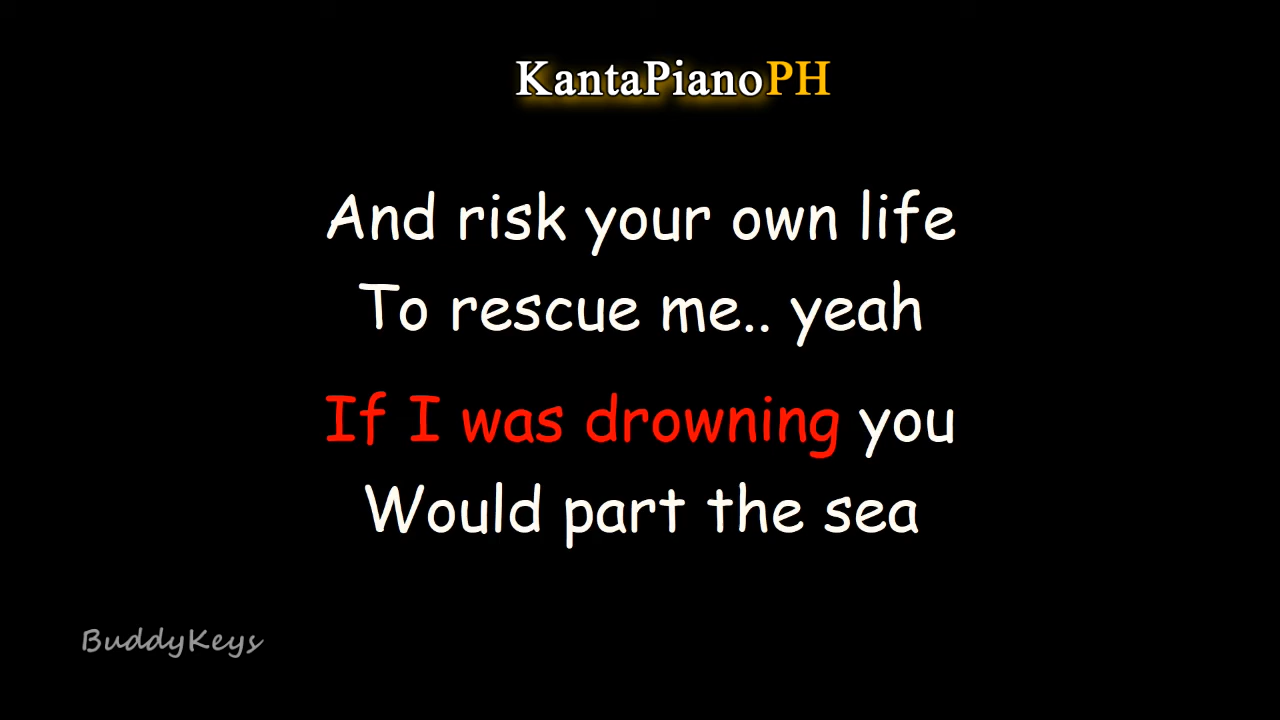 KantaPianoPH
And risk your own life
To rescue me.. yeah
If I was drowning you
Would part the sea
BuddyKeys